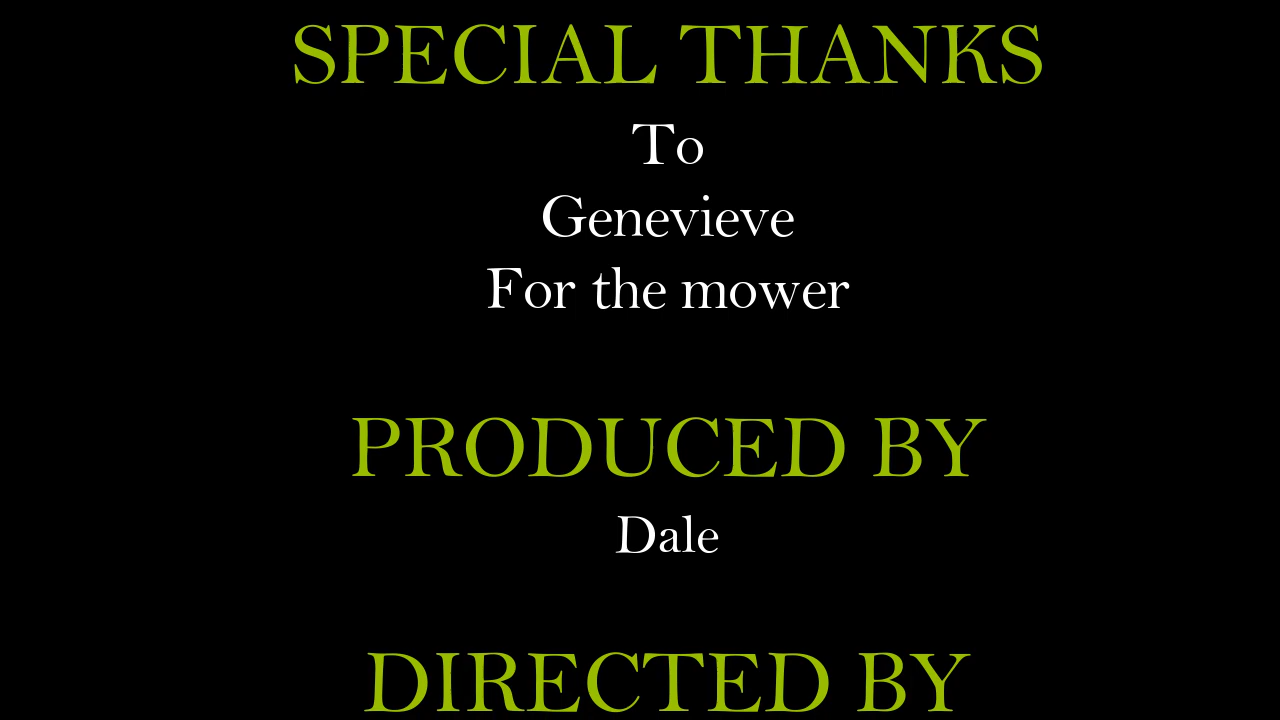 SPECIAL THANKS
To
Genevieve
For the mower
PRODUCED BY
Dale
DIRECTED BY